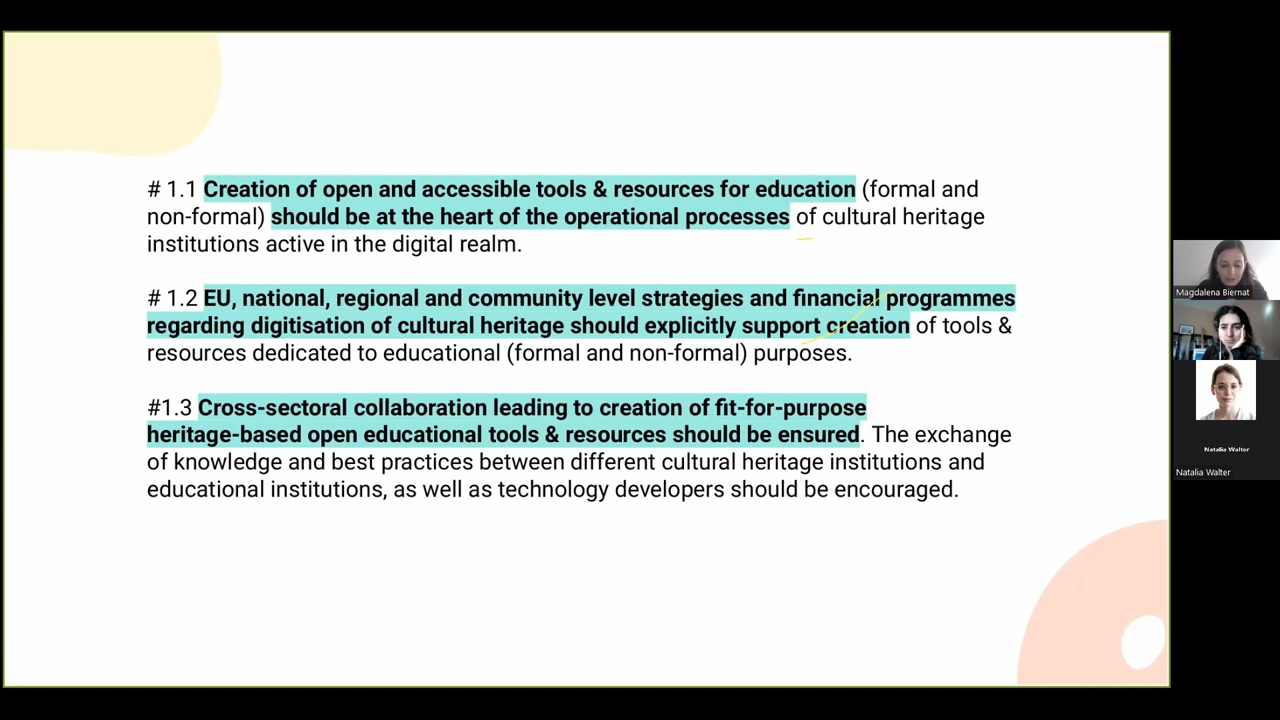 # 1.1 Creation of open and accessible tools & resources for education (formal and
non-formal) should be at the heart of the operational processes of cultural heritage
institutions active in the digital realm.
# 1.2 EU, national, regional and community level strategies and financial programmes
regarding digitisation of cultural heritage should explicitly support creation of tools &
resources dedicated to educational (formal and non-formal) purposes.
#1.3 Cross-sectoral collaboration leading to creation of fit-for-purpose
heritage-based open educational tools & resources should be ensured. The exchange
of knowledge and best practices between different cultural heritage institutions and
educational institutions, as well as technology developers should be encouraged.
Magdalena Biernat
Natalia Walter
Natalia Walter